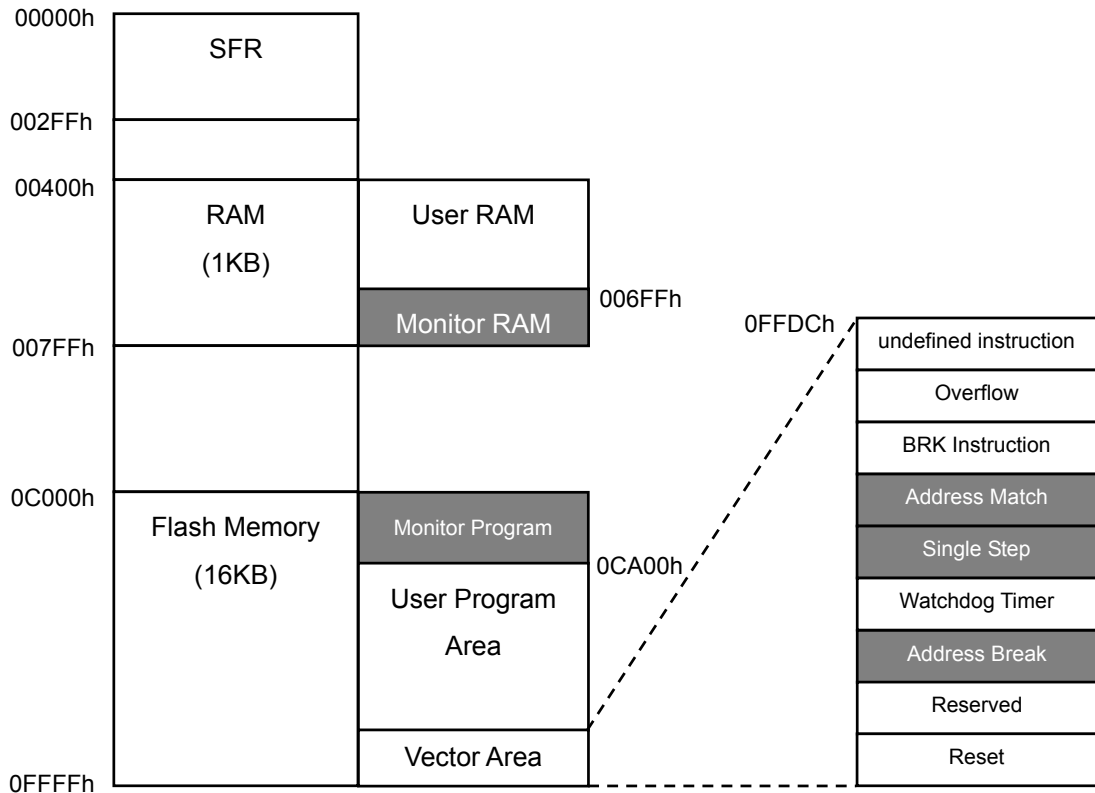 00000h
SFR
002FFh
00400h
RAM
(1KB)
User RAM
006FFh
Monitor RAM
007FFh
0C000h
Flash Memory
(16KB)
Monitor Program
0CA00h
User Program
Area
Vector Area
0FFFFh
0FFDCh
undefined instruction
Overflow
BRK Instruction
Address Match
Single Step
Watchdog Timer
Address Break
Reserved
Reset